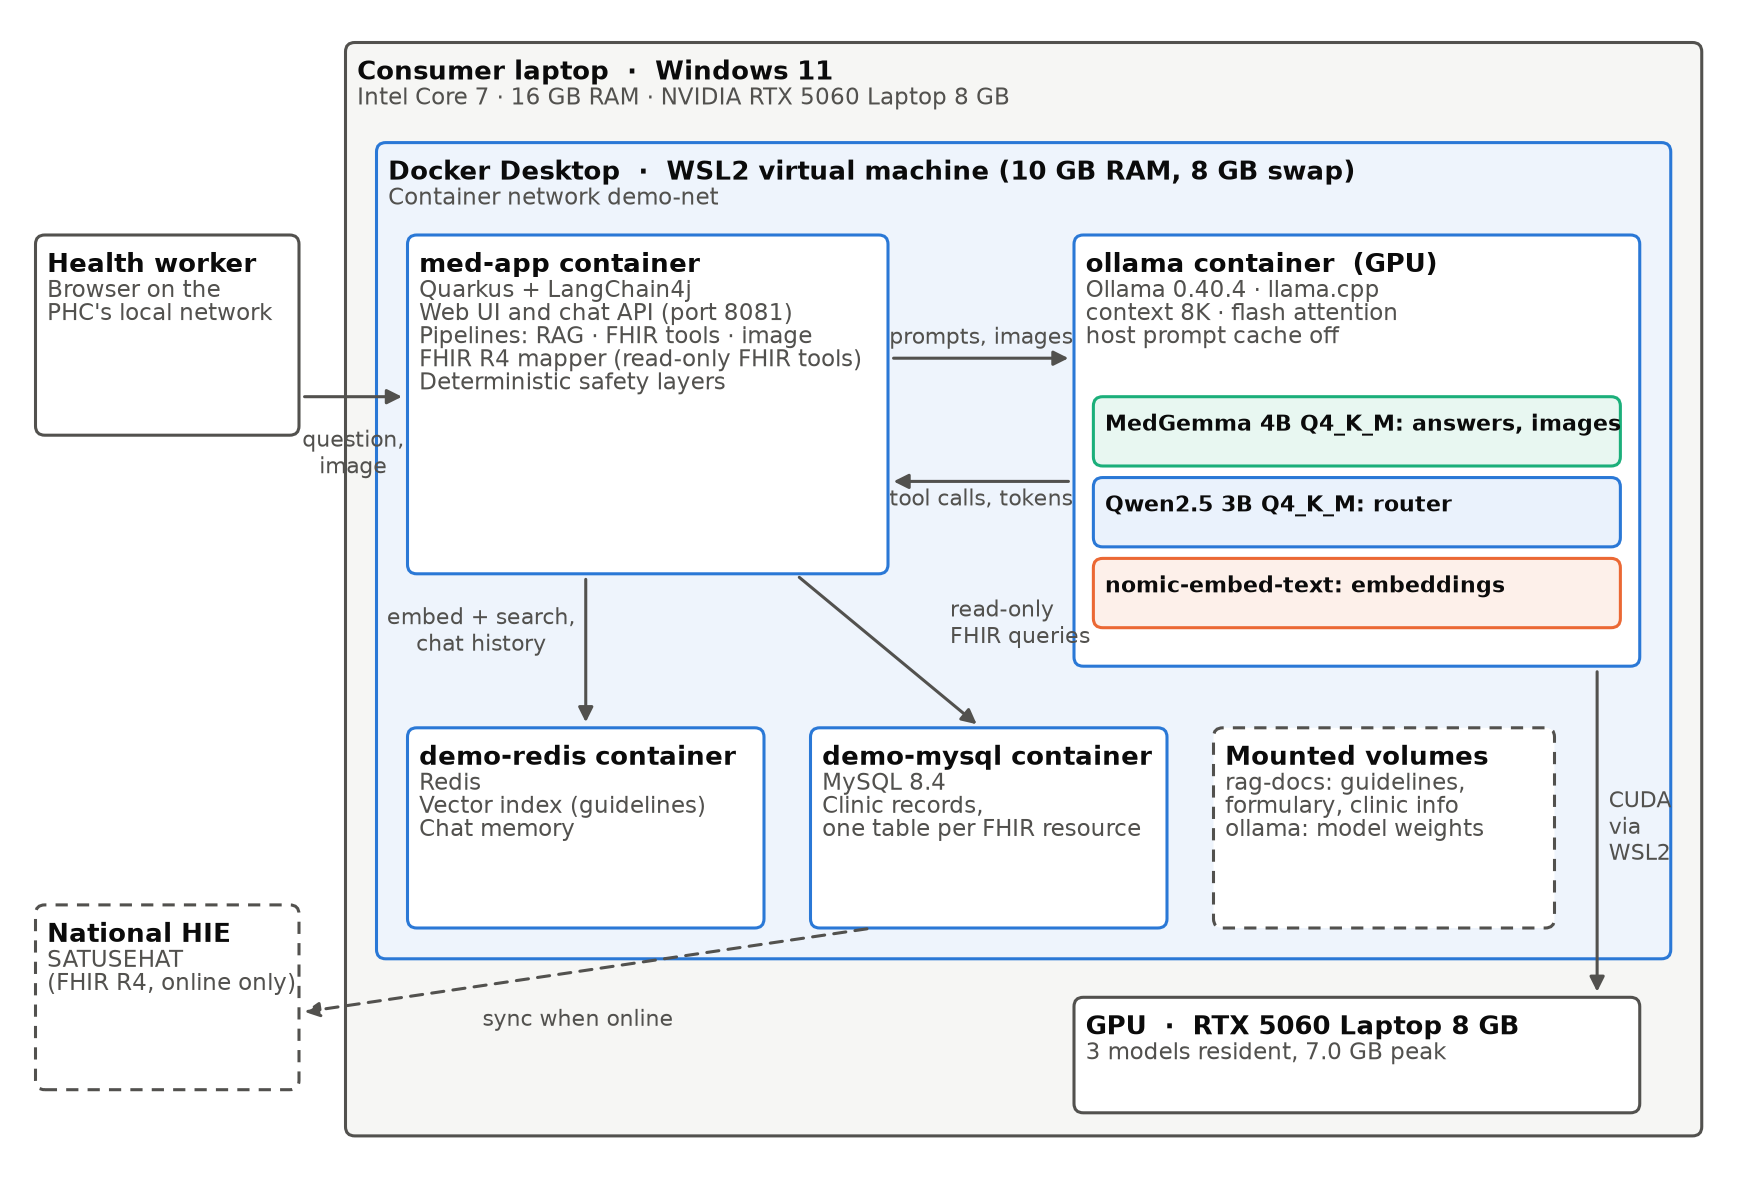 Consumer laptop · Windows 11
Intel Core 7 · 16 GB RAM · NVIDIA RTX 5060 Laptop 8 GB
Docker Desktop · WSL2 virtual machine (10 GB RAM, 8 GB swap)
Container network demo-net
Health worker
Browser on the
PHC's local network
question,
image
med-app container
Quarkus + LangChain4j
Web UI and chat API (port 8081)
Pipelines: RAG · FHIR tools · image
FHIR R4 mapper (read-only FHIR tools)
Deterministic safety layers
prompts, images
tool calls, tokens
ollama container (GPU)
Ollama 0.40.4 · llama.cpp
context 8K · flash attention
host prompt cache off
MedGemma 4B Q4_K_M: answers, images
Qwen2.5 3B Q4_K_M: router
nomic-embed-text: embeddings
embed + search,
chat history
read-only
FHIR queries
demo-redis container
Redis
Vector index (guidelines)
Chat memory
demo-mysql container
MySQL 8.4
Clinic records,
one table per FHIR resource
Mounted volumes
rag-docs: guidelines,
formulary, clinic info
ollama: model weights
CUDA
via
WSL2
National HIE
SATUSEHAT
(FHIR R4, online only)
sync when online
GPU · RTX 5060 Laptop 8 GB
3 models resident, 7.0 GB peak